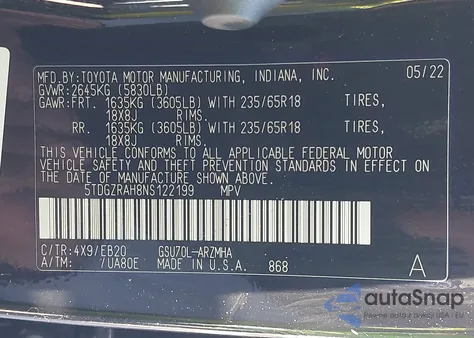 MFD.BY:TOYOTA MOTOR MANUFACTURING, INDIANA, INC. 05/22
GVWR:2645KG (5830LB)
GAWR:FRT. 1635KG (3605LB) WITH 235/65R18 TIRES,
18X8J RIMS.
RR. 1635KG (3605LB) WITH 235/65R18 TIRES,
18X8J RIMS.
THIS VEHICLE CONFORMS TO ALL APPLICABLE FEDERAL MOTOR
VEHICLE SAFETY AND THEFT PREVENTION STANDARDS IN EFFECT ON
THE DATE OF MANUFACTURE SHOWN ABOVE.
5TDGZRAH8NS122199 MPV
C/TR:4X9/EB20 GSU70L-ARZMHA
A/TM: /UA80E MADE IN U.S.A. 868 A
autoSnap